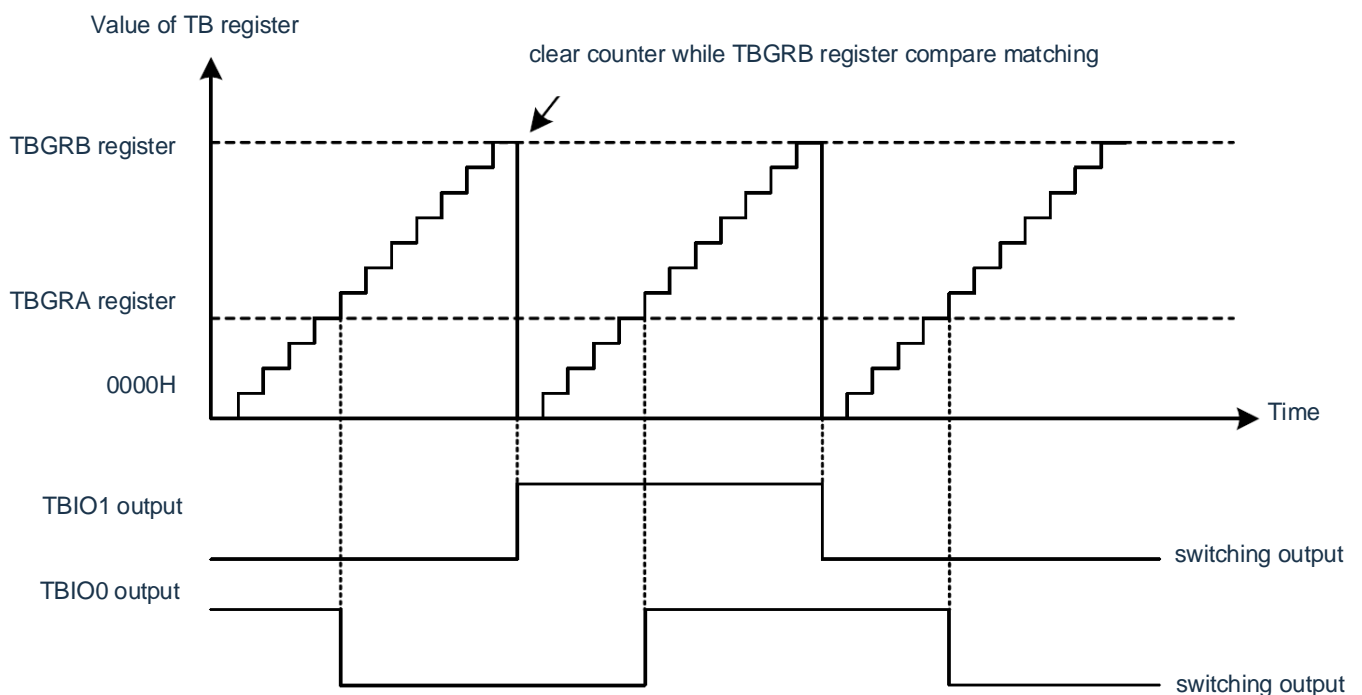 Value of TB register
clear counter while TBGRB register compare matching
TBGRB register
TBGRA register
0000H
Time
TBIO1 output
switching output
TBIO0 output
switching output